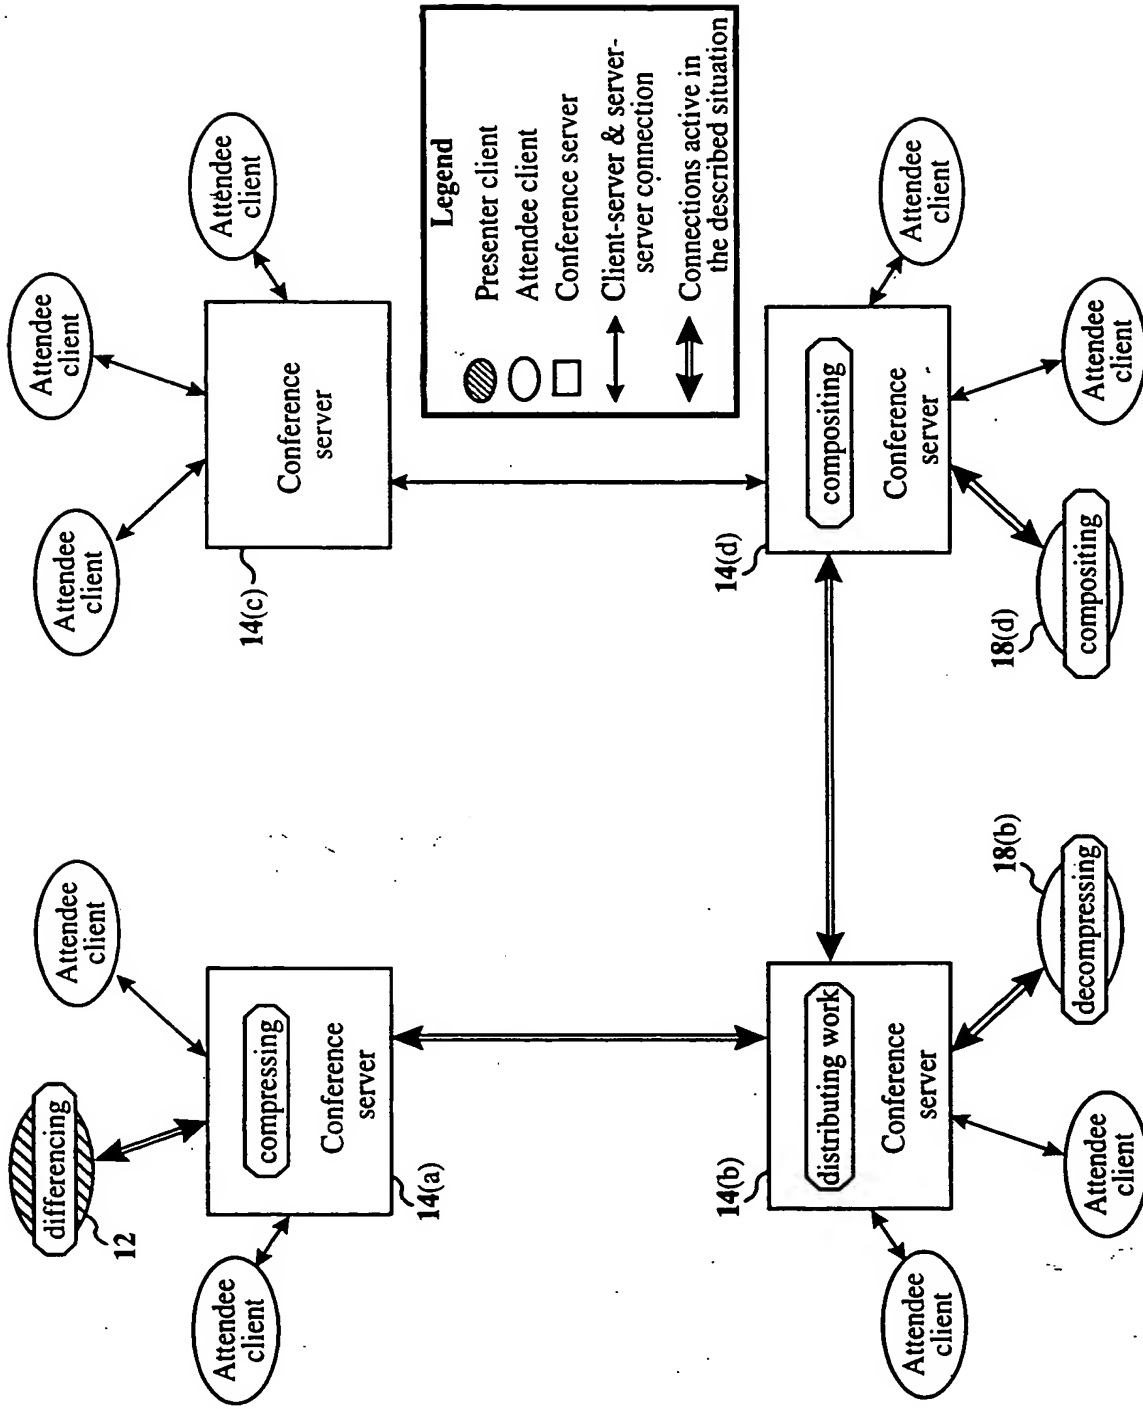 differencing
12
Attendee
client
Attendee
client
compressing
Conference
server
14(a)
Attendee
client
Attendee
client
Attendee
client
Conference
server
14(c)
Legend
Presenter client
Attendee client
Conference server
Client-server & server-
server connection
Connections active in
the described situation
14(b)
distributing work
Conference
server
Attendee
client
Attendee
client
18(b)
decompressing
14(d)
compositing
Conference
server
Attendee
client
Attendee
client
18(d)
compositing